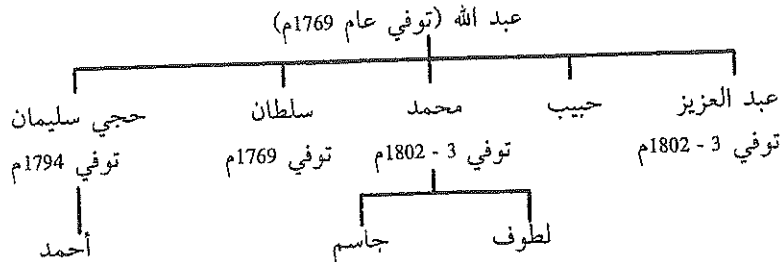 عبد الله (توفي عام 1769م)
عبد العزيز حبيب محمد سلطان حجي سليمان
توفي 3 - 1802م توفي 3 - 1802م توفي 1769م توفي 1794م
لطوف جاسم أحمد